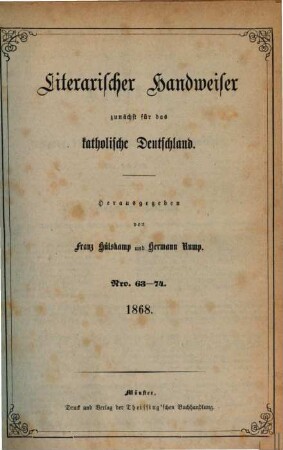 Literarischer Handweiser
zunächst für das
katholische Deutschland.
Herausgegeben
von
Franz Hülskamp und Hermann Rump.
Nro. 63—74.
1868.
Münster,
Druck und Verlag der Theissing'schen Buchhandlung.